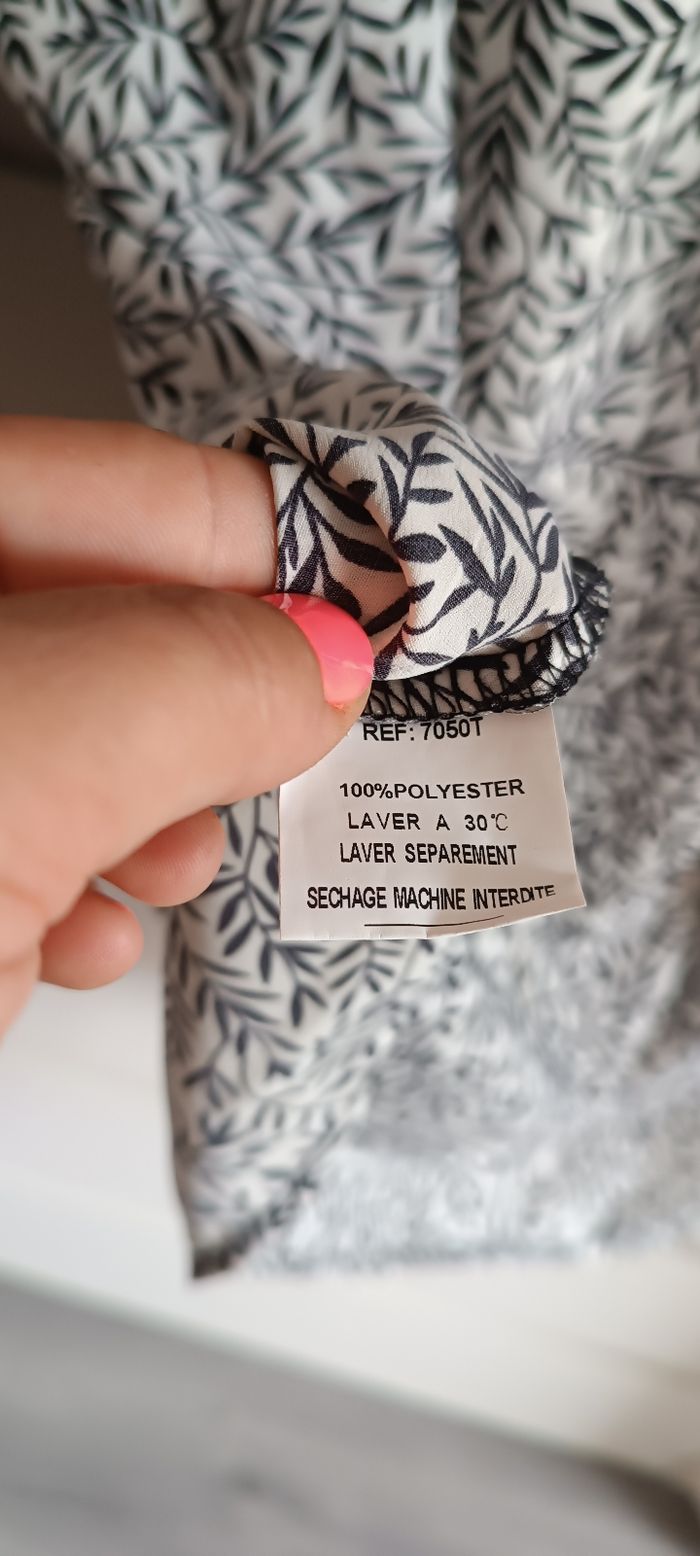 REF: 7050T
100%POLYESTER
LAVER A 30℃
LAVER SEPAREMENT
SECHAGE MACHINE INTERDITE